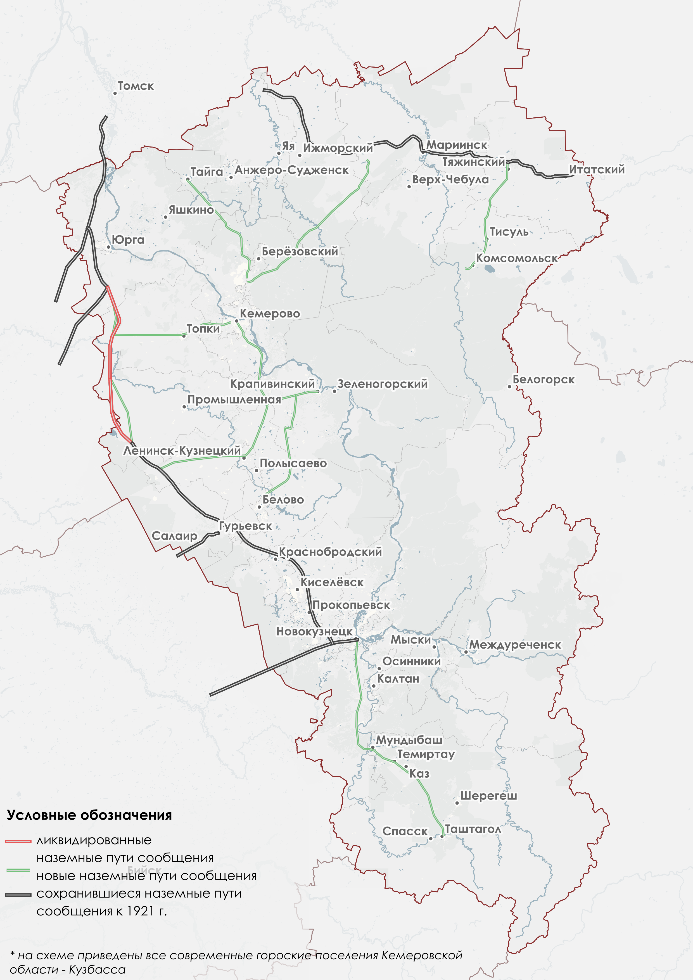 Томск
Яя
Ижморский
Мариинск
Тяжинский
Итатский
Тайга
Анжеро-Судженск
Верх-Чебула
Яшкино
Тисуль
Юрга
Берёзовский
Комсомольск
Кемерово
Топки
Крапивинский
Зеленогорский
Белогорск
Промышленная
Ленинск-Кузнецкий
Полысаево
Белово
Гурьевск
Салаир
Краснобродский
Киселёвск
Прокопьевск
Новокузнецк
Мыски
Междуреченск
Осинники
Калтан
Мундыбаш
Темиртау
Каз
Шерегеш
Спасск
Таштагол
Условные обозначения
ликвидированные
наземные пути сообщения
новые наземные пути сообщения
сохранившиеся наземные пути
сообщения к 1921 г.
* на схеме приведены все современные гороские поселения Кемеровской
области - Кузбасса